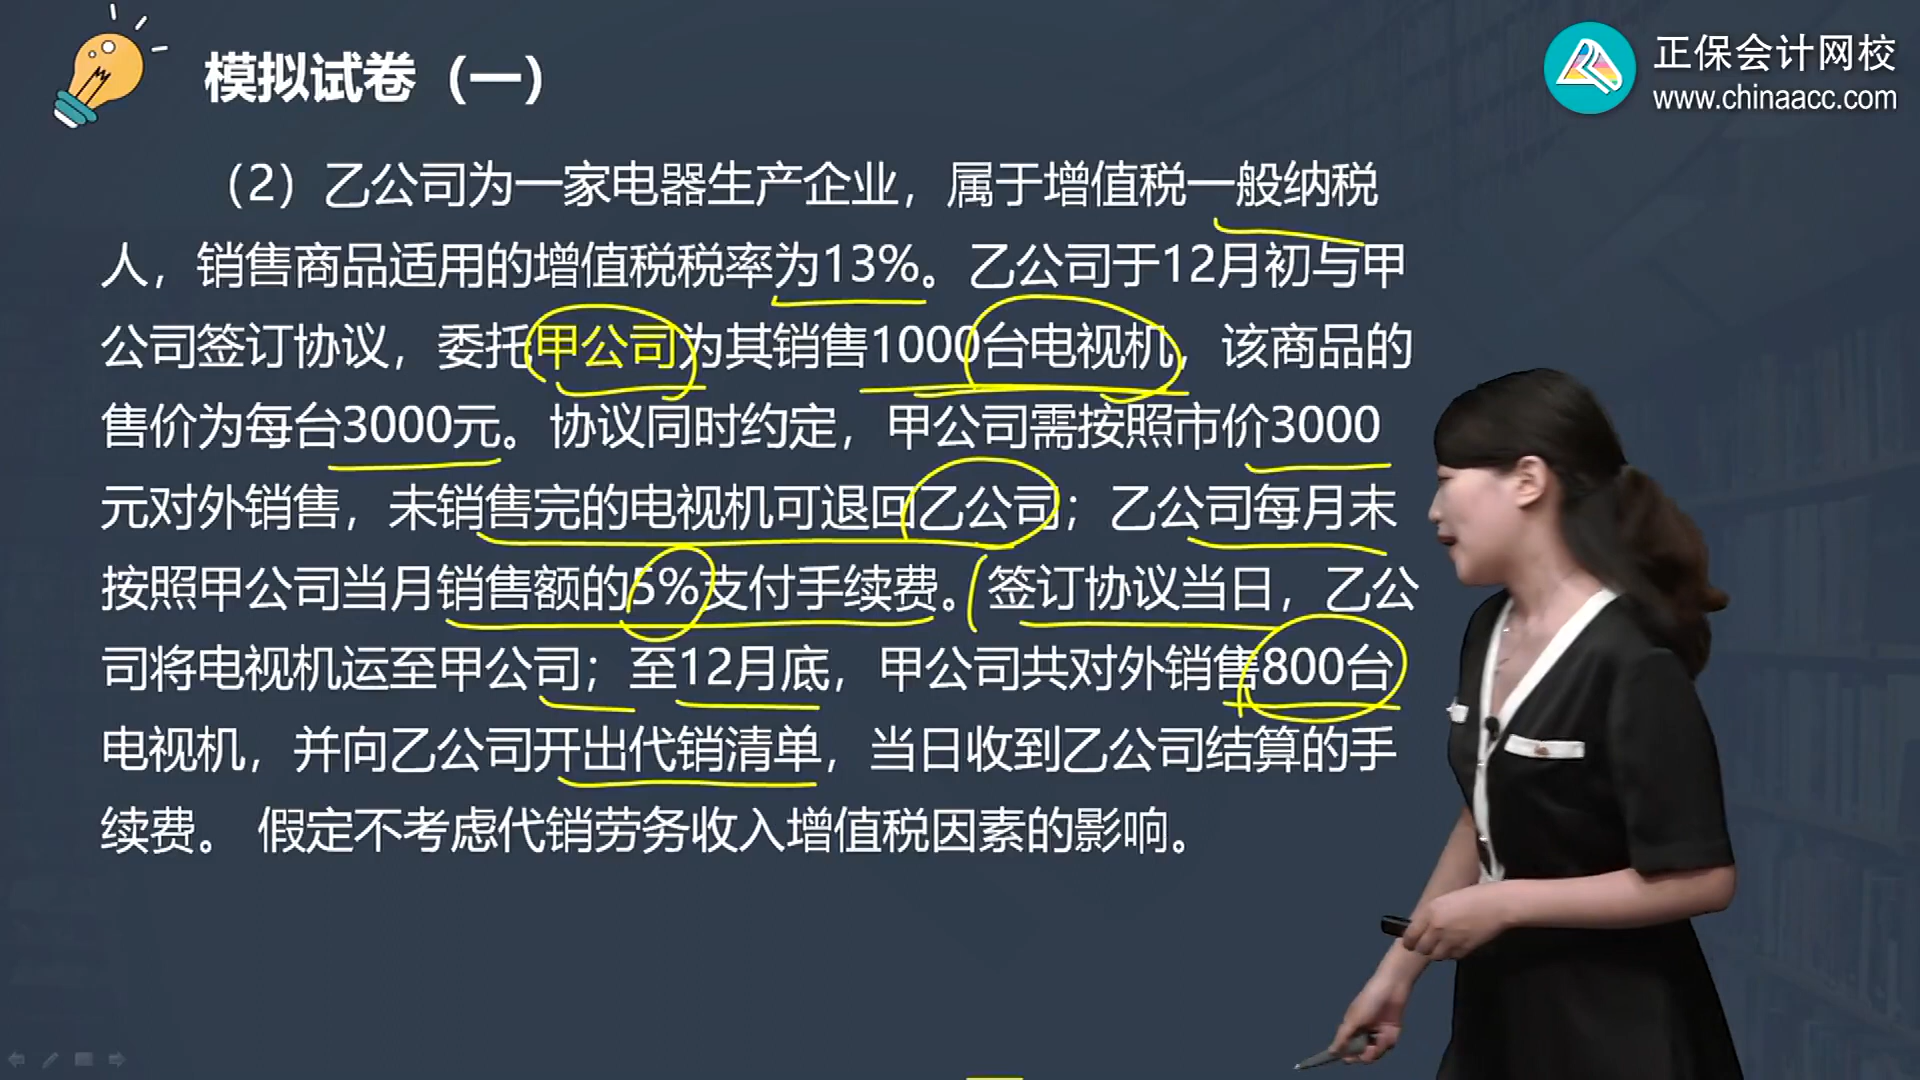 模拟试卷（一）
正保会计网校
www.chinaacc.com
（2）乙公司为一家电器生产企业，属于增值税一般纳税
人，销售商品适用的增值税税率为13%。乙公司于12月初与甲
公司签订协议，委托甲公司为其销售1000台电视机，该商品的
售价为每台3000元。协议同时约定，甲公司需按照市价3000
元对外销售，未销售完的电视机可退回乙公司；乙公司每月末
按照甲公司当月销售额的5%支付手续费。签订协议当日，乙公
司将电视机运至甲公司；至12月底，甲公司共对外销售800台
电视机，并向乙公司开出代销清单，当日收到乙公司结算的手
续费。 假定不考虑代销劳务收入增值税因素的影响。